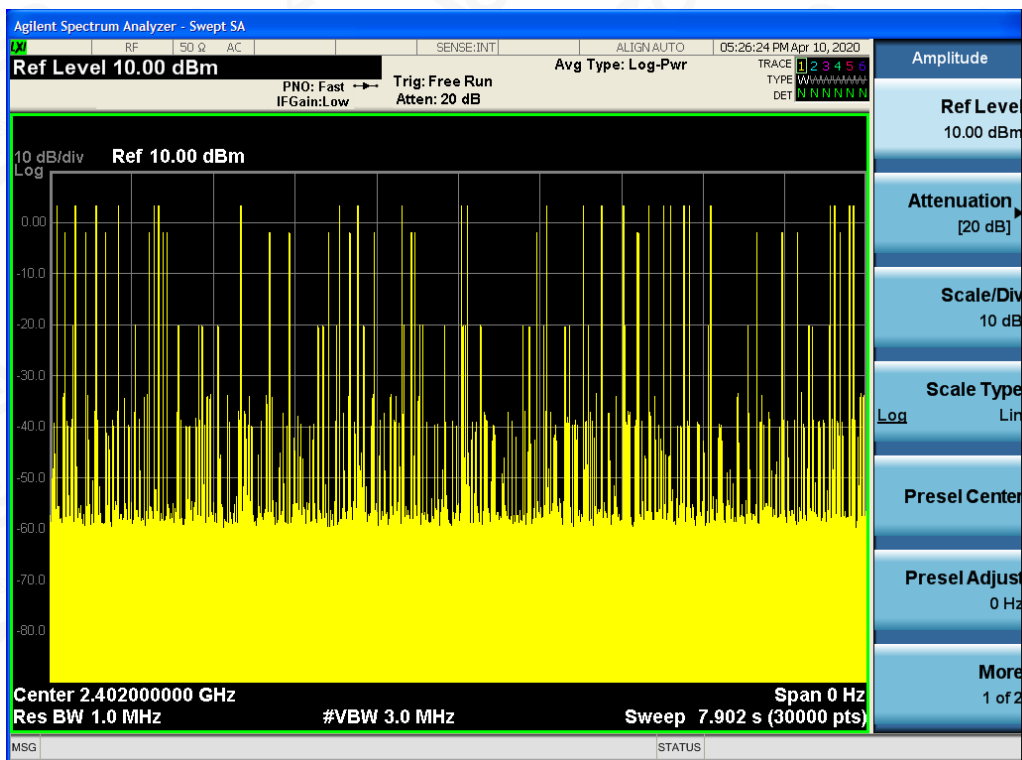 Agilent Spectrum Analyzer - Swept SA
LXI RF 50 Ω AC SENSE:INT ALIGN AUTO 05:26:24 PM Apr 10, 2020
Ref Level 10.00 dBm
PNO: Fast
IFGain:Low
Trig: Free Run
Atten: 20 dB
Avg Type: Log-Pwr
TRACE 1 2 3 4 5 6
TYPE WWWWWW
DET N N N N N N
10 dB/div Ref 10.00 dBm
Log
0.00
-10.0
-20.0
-30.0
-40.0
-50.0
-60.0
-70.0
-80.0
Center 2.402000000 GHz Span 0 Hz
Res BW 1.0 MHz #VBW 3.0 MHz Sweep 7.902 s (30000 pts)
MSG STATUS
Amplitude
Ref Level
10.00 dBm
Attenuation
[20 dB]
Scale/Div
10 dB
Scale Type
Log Lin
Presel Center
Presel Adjust
0 Hz
More
1 of 2